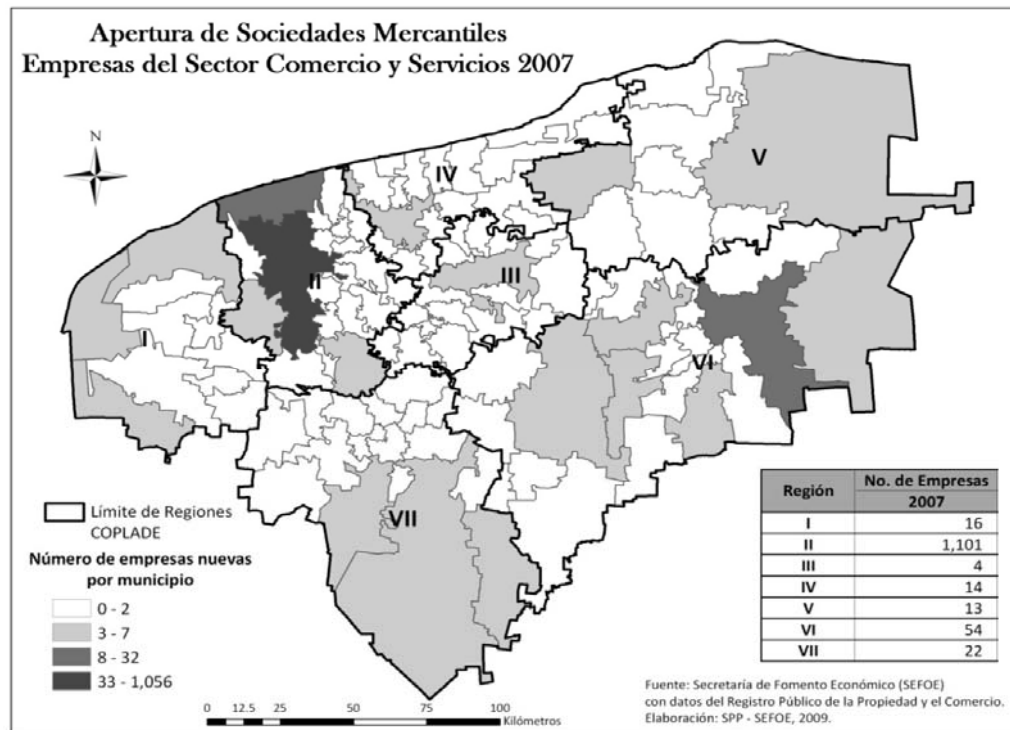 Apertura de Sociedades Mercantiles
Empresas del Sector Comercio y Servicios 2007
N
V
IV
III
II
I
VI
VII
Límite de Regiones
COPLADE
Número de empresas nuevas
por municipio
0 - 2
3 - 7
8 - 32
33 - 1,056
0 12.5 25 50 75 100
Kilómetros
Región No. de Empresas
2007
I 16
II 1,101
III 4
IV 14
V 13
VI 54
VII 22
Fuente: Secretaría de Fomento Económico (SEFOE)
con datos del Registro Público de la Propiedad y el Comercio.
Elaboración: SPP - SEFOE, 2009.